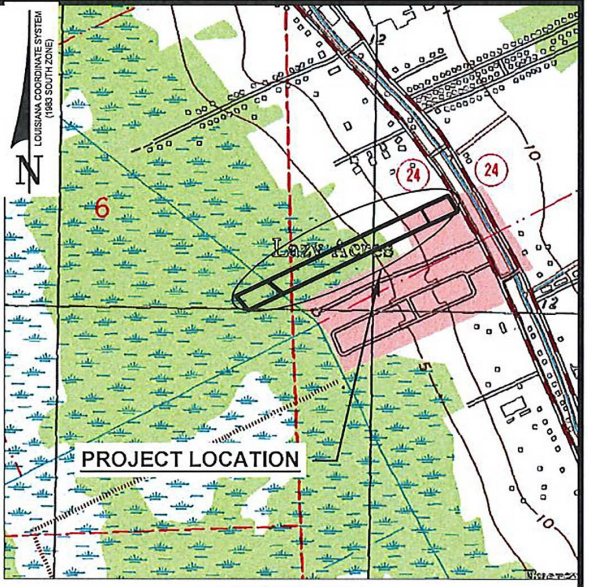 LOUISIANA COORDINATE SYSTEM
(1983 SOUTH ZONE)
N
12
10
24
24
6
Lazy Acres
12
5
PROJECT LOCATION
10